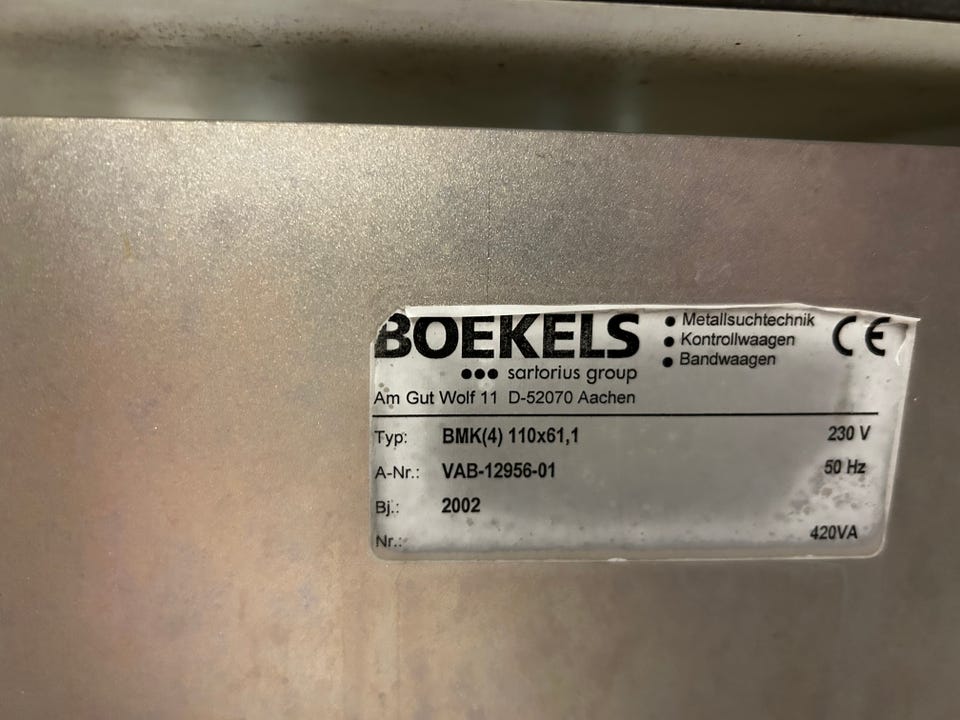 BOEKELS
sartorius group
• Metallsuchtechnik
• Kontrollwaagen
• Bandwaagen
CE
Am Gut Wolf 11 D-52070 Aachen
Typ: BMK(4) 110x61,1 230 V
A-Nr.: VAB-12956-01 50 Hz
Bj.: 2002
Nr.: 420VA